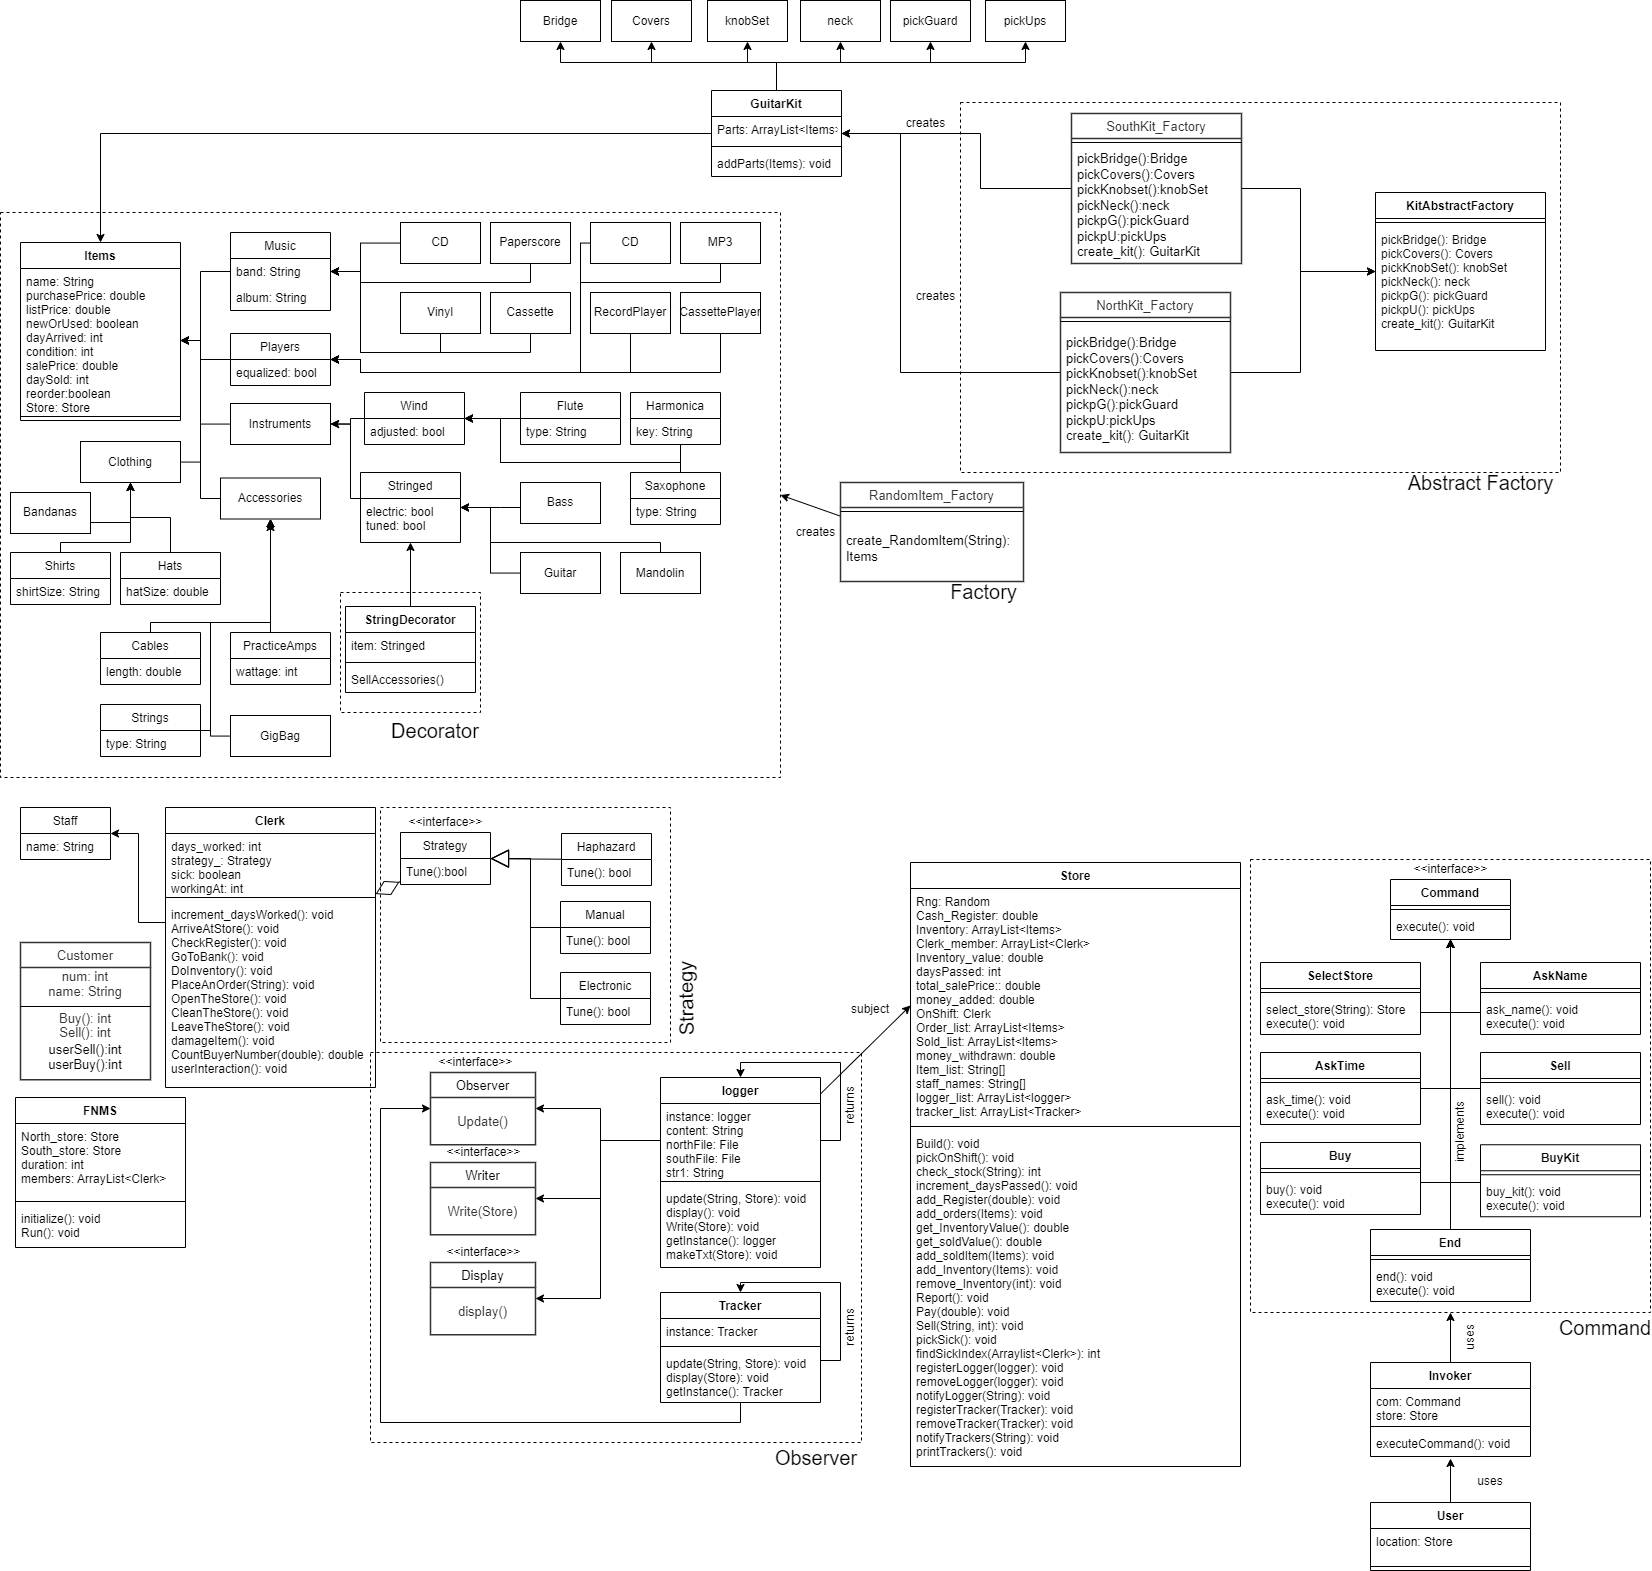 Bridge
Covers
knobSet
neck
pickGuard
pickUps
GuitarKit
Parts: ArrayList<Items>
addParts(Items): void
creates
creates
SouthKit_Factory
pickBridge():Bridge
pickCovers():Covers
pickKnobset():knobSet
pickNeck():neck
pickpG():pickGuard
pickpU:pickUps
create_kit(): GuitarKit
NorthKit_Factory
pickBridge():Bridge
pickCovers():Covers
pickKnobset():knobSet
pickNeck():neck
pickpG():pickGuard
pickpU:pickUps
create_kit(): GuitarKit
KitAbstractFactory
pickBridge(): Bridge
pickCovers(): Covers
pickKnobSet(): knobSet
pickNeck(): neck
pickpG(): pickGuard
pickpU(): pickUps
create_kit(): GuitarKit
Abstract Factory
Items
name: String
purchasePrice: double
listPrice: double
newOrUsed: boolean
dayArrived: int
condition: int
salePrice: double
daySold: int
reorder:boolean
Store: Store
Music
band: String
album: String
CD
Paperscore
CD
MP3
Vinyl
Cassette
RecordPlayer
CassettePlayer
Players
equalized: bool
Instruments
Wind
adjusted: bool
Flute
type: String
Harmonica
key: String
Saxophone
type: String
Clothing
Accessories
Bandanas
Shirts
shirtSize: String
Hats
hatSize: double
Stringed
electric: bool
tuned: bool
Bass
Guitar
Mandolin
StringDecorator
item: Stringed
SellAccessories()
Decorator
Cables
length: double
PracticeAmps
wattage: int
Strings
type: String
GigBag
creates
RandomItem_Factory
create_RandomItem(String):
Items
Factory
Staff
name: String
Clerk
days_worked: int
strategy_: Strategy
sick: boolean
workingAt: int
increment_daysWorked(): void
ArriveAtStore(): void
CheckRegister(): void
GoToBank(): void
DoInventory(): void
PlaceAnOrder(String): void
OpenTheStore(): void
CleanTheStore(): void
LeaveTheStore(): void
damageItem(): void
CountBuyerNumber(double): double
userInteraction(): void
Customer
num: int
name: String
Buy(): int
Sell(): int
userSell():int
userBuy():int
FNMS
North_store: Store
South_store: Store
duration: int
members: ArrayList<Clerk>
initialize(): void
Run(): void
<<interface>>
Strategy
Tune():bool
Haphazard
Tune(): bool
Manual
Tune(): bool
Electronic
Tune(): bool
Strategy
<<interface>>
Observer
Update()
<<interface>>
Writer
Write(Store)
<<interface>>
Display
display()
logger
instance: logger
content: String
northFile: File
southFile: File
str1: String
update(String, Store): void
display(): void
Write(Store): void
getInstance(): logger
makeTxt(Store): void
returns
Tracker
instance: Tracker
update(String, Store): void
display(Store): void
getInstance(): Tracker
returns
Observer
subject
Store
Rng: Random
Cash_Register: double
Inventory: ArrayList<Items>
Clerk_member: ArrayList<Clerk>
Inventory_value: double
daysPassed: int
total_salePrice:: double
money_added: double
OnShift: Clerk
Order_list: ArrayList<Items>
Sold_list: ArrayList<Items>
money_withdrawn: double
Item_list: String[]
staff_names: String[]
logger_list: ArrayList<logger>
tracker_list: ArrayList<Tracker>
Build(): void
pickOnShift(): void
check_stock(String): int
increment_daysPassed(): void
add_Register(double): void
add_orders(Items): void
get_InventoryValue(): double
get_soldValue(): double
add_soldItem(Items): void
add_Inventory(Items): void
remove_Inventory(int): void
Report(): void
Pay(double): void
Sell(String, int): void
pickSick(): void
findSickIndex(Arraylist<Clerk>): int
registerLogger(logger): void
removeLogger(logger): void
notifyLogger(String): void
registerTracker(Tracker): void
removeTracker(Tracker): void
notifyTrackers(String): void
printTrackers(): void
<<interface>>
Command
execute(): void
SelectStore
select_store(String): Store
execute(): void
AskName
ask_name(): void
execute(): void
AskTime
ask_time(): void
execute(): void
Sell
sell(): void
execute(): void
implements
Buy
buy(): void
execute(): void
BuyKit
buy_kit(): void
execute(): void
End
end(): void
execute(): void
Command
uses
Invoker
com: Command
store: Store
executeCommand(): void
uses
User
location: Store